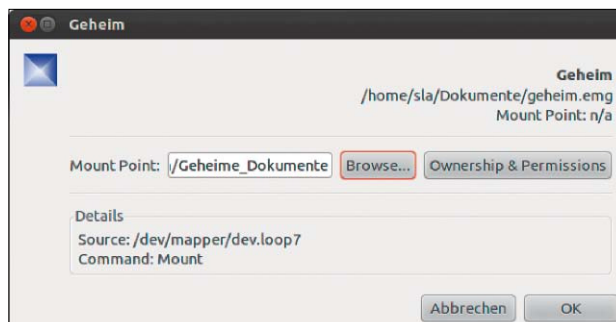 Geheim
Geheim
/home/sla/Dokumente/geheim.emg
Mount Point: n/a
Mount Point: /Geheime_Dokumente Browse... Ownership & Permissions
Details
Source: /dev/mapper/dev.loop7
Command: Mount
Abbrechen OK